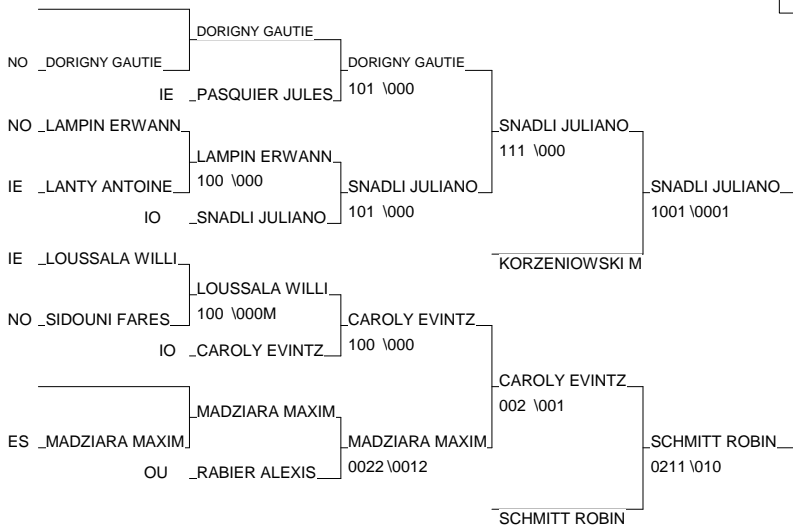 DORIGNY GAUTIE
NO DORIGNY GAUTIE
DORIGNY GAUTIE
IE PASQUIER JULES
101 \000
NO LAMPIN ERWANN
SNADLI JULIANO
111 \000
LAMPIN ERWANN
100 \000
IE LANTY ANTOINE
SNADLI JULIANO
101 \000
SNADLI JULIANO
1001 \0001
IO SNADLI JULIANO
IE LOUSSALA WILLI
KORZENIOWSKI M
LOUSSALA WILLI
100 \000M
NO SIDOUNI FARES
CAROLY EVINTZ
100 \000
IO CAROLY EVINTZ
CAROLY EVINTZ
002 \001
MADZIARA MAXIM
ES MADZIARA MAXIM
MADZIARA MAXIM
0022 \0012
SCHMITT ROBIN
0211 \010
OU RABIER ALEXIS
SCHMITT ROBIN